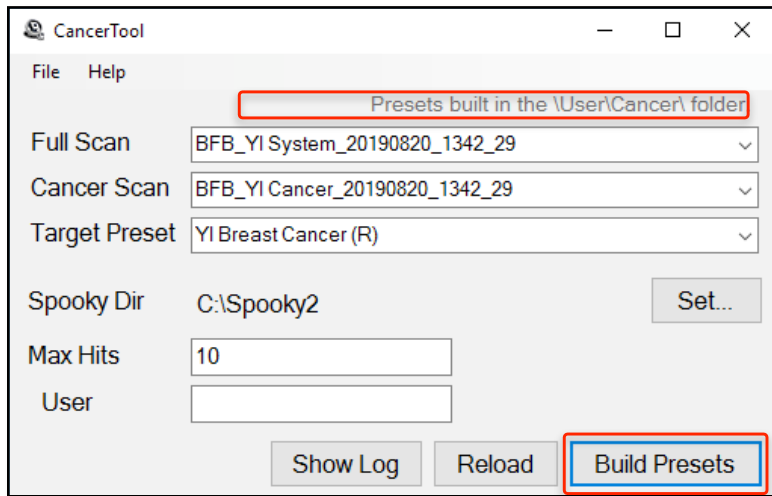 CancerTool
File Help
Presets built in the \User\Cancer\ folder
Full Scan BFB_YI System_20190820_1342_29
Cancer Scan BFB_YI Cancer_20190820_1342_29
Target Preset YI Breast Cancer (R)
Spooky Dir C:\Spooky2 Set...
Max Hits 10
User
Show Log Reload Build Presets